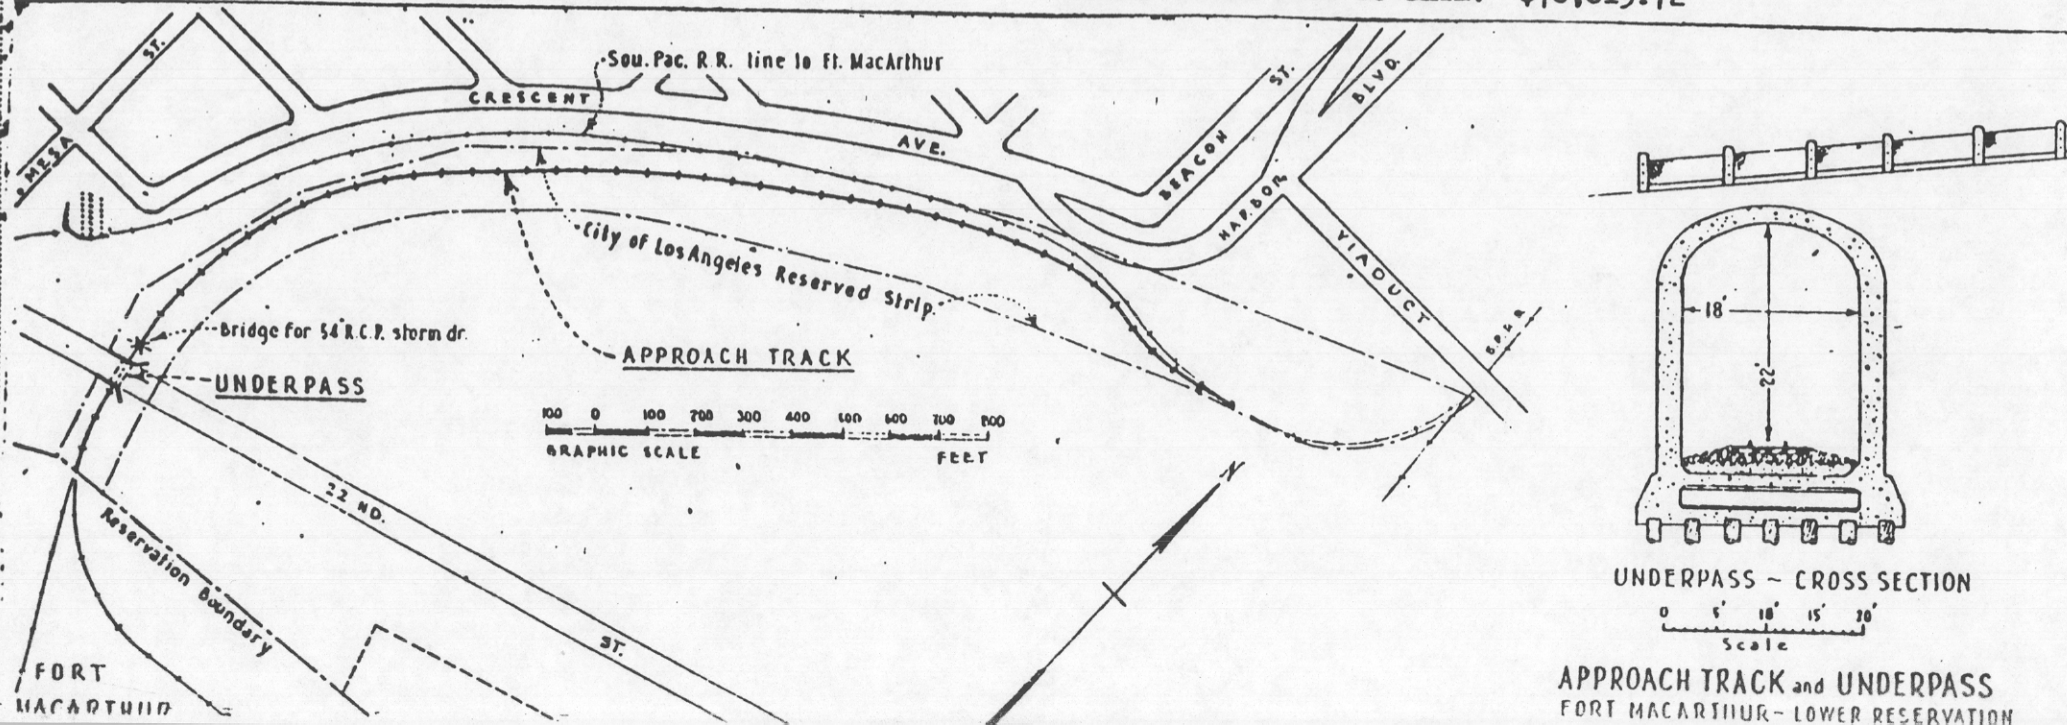 $70,
Sou. Pac. R.R. line to Ft. MacArthur
ST.
CRESCENT
AVE.
MESA
BEACON
ST.
HARBOR
BLVD.
VIADUCT
City of Los Angeles Reserved Strip
Bridge for 54" R.C.P. storm dr.
UNDERPASS
APPROACH TRACK
100 0 100 200 300 400 500 600 700 800
GRAPHIC SCALE FEET
22 ND.
ST.
Reservation Boundary
FORT
MACARTHUR
N
18'
22'
UNDERPASS ~ CROSS SECTION
0 5' 10' 15' 20'
Scale
APPROACH TRACK and UNDERPASS
FORT MACARTHUR - LOWER RESERVATION